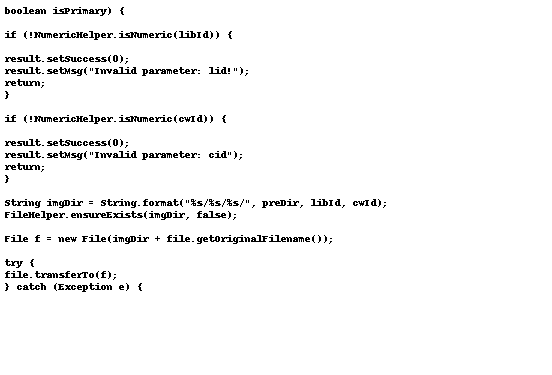 boolean isPrimary) {
if (!NumericHelper.isNumeric(libId)) {
result.setSuccess(0);
result.setMsg("Invalid parameter: lid!");
return;
}
if (!NumericHelper.isNumeric(cwId)) {
result.setSuccess(0);
result.setMsg("Invalid parameter: cid");
return;
}
String imgDir = String.format("%s/%s/%s/", preDir, libId, cwId);
FileHelper.ensureExists(imgDir, false);
File f = new File(imgDir + file.getOriginalFilename());
try {
file.transferTo(f);
} catch (Exception e) {